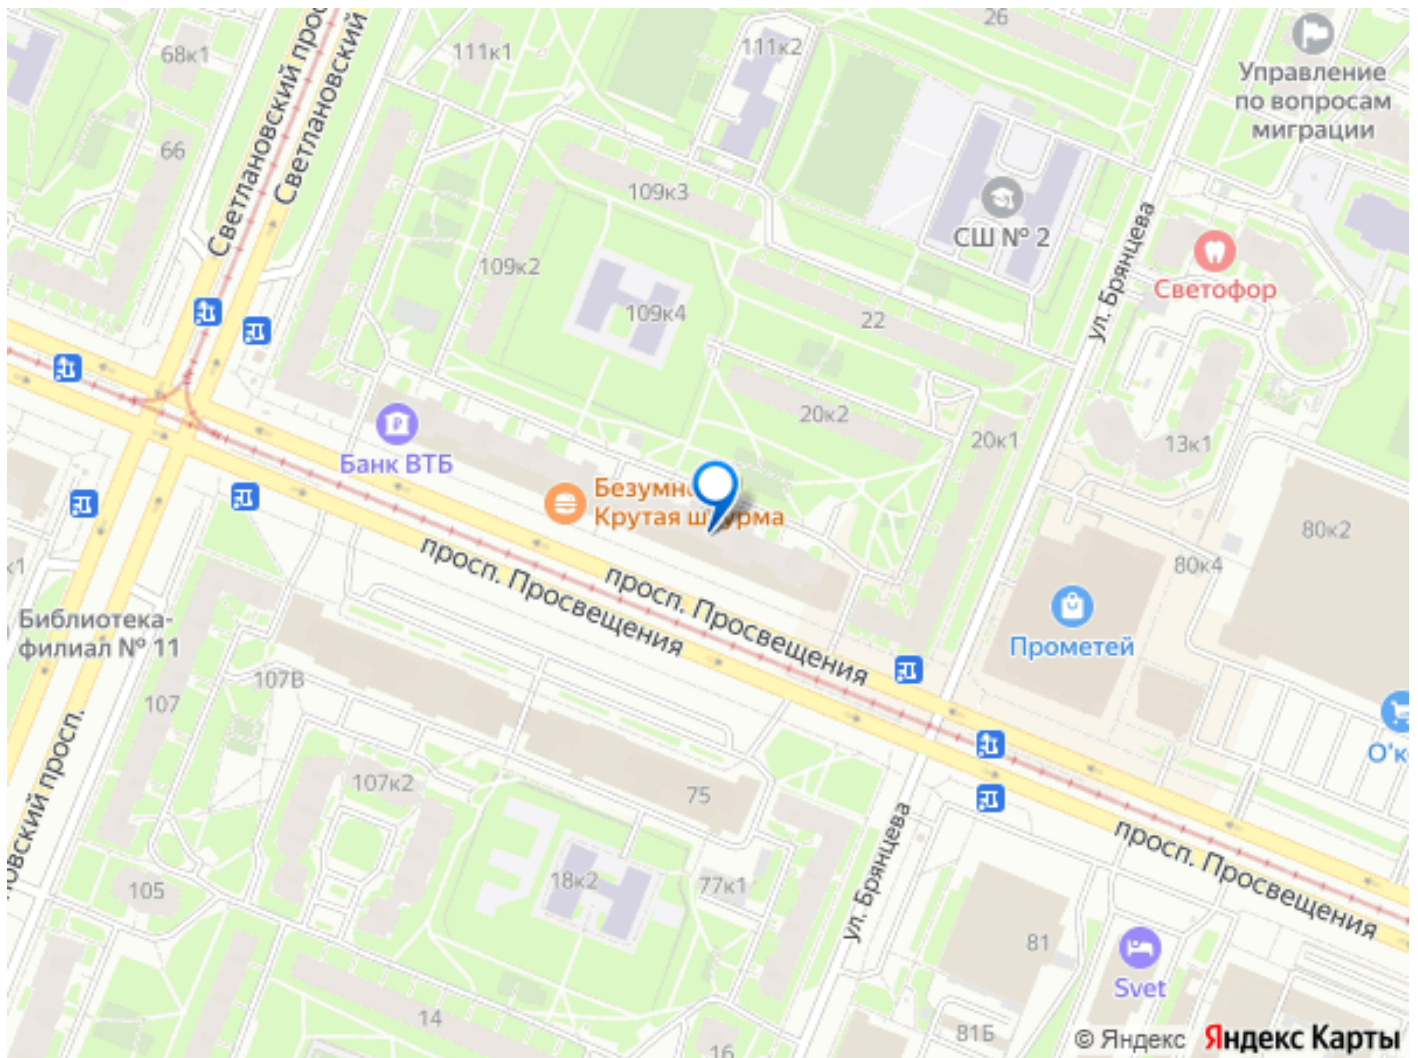 26
68к1
111к1
111к2
Управление
по вопросам
миграции
Светлановский
66
109к3
СШ № 2
ул. Брянцева
Светофор
109к2
109к4
22
20к2
20к1
13к1
Банк ВТБ
Крутая
80к2
80к4
просп. Просвещения
просп. Просвещения
Прометей
Библиотека-
филиал № 11
107В
107
107к2
75
просп. Просвещения
ул. Брянцева
105
18к2
77к1
81
Svet
14
81Б
16
© Яндекс Яндекс Карты